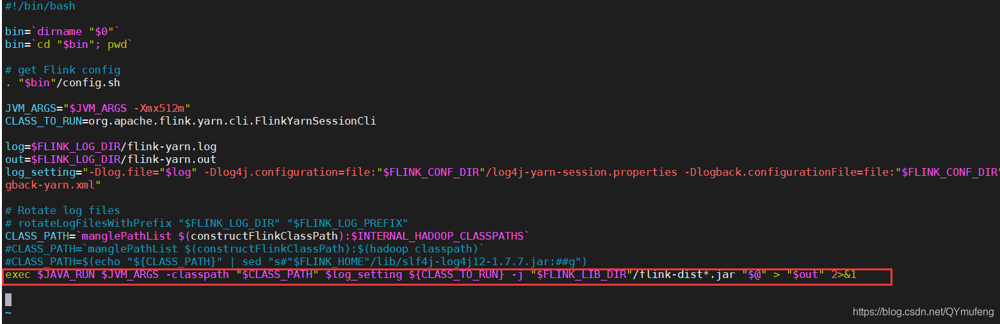 #!/bin/bash
bin=`dirname "$0"`
bin=`cd "$bin"; pwd`
# get Flink config
. "$bin"/config.sh
JVM_ARGS="$JVM_ARGS -Xmx512m"
CLASS_TO_RUN=org.apache.flink.yarn.cli.FlinkYarnSessionCli
log=$FLINK_LOG_DIR/flink-yarn.log
out=$FLINK_LOG_DIR/flink-yarn.out
log_setting="-Dlog.file="$log" -Dlog4j.configuration=file:"$FLINK_CONF_DIR"/log4j-yarn-session.properties -Dlogback.configurationFile=file:"$FLINK_CONF_DIR"
gback-yarn.xml"
# Rotate log files
# rotateLogFilesWithPrefix "$FLINK_LOG_DIR" "$FLINK_LOG_PREFIX"
CLASS_PATH=`manglePathList $(constructFlinkClassPath):$INTERNAL_HADOOP_CLASSPATHS`
#CLASS_PATH=`manglePathList $(constructFlinkClassPath):$(hadoop classpath)`
#CLASS_PATH=$(echo "${CLASS_PATH}" | sed "s#"$FLINK_HOME"/lib/slf4j-log4j12-1.7.7.jar:##g")
exec $JAVA_RUN $JVM_ARGS -classpath "$CLASS_PATH" $log_setting ${CLASS_TO_RUN} -j "$FLINK_LIB_DIR"/flink-dist*.jar "$@" > "$out" 2>&1
~
https://blog.csdn.net/QYmufeng